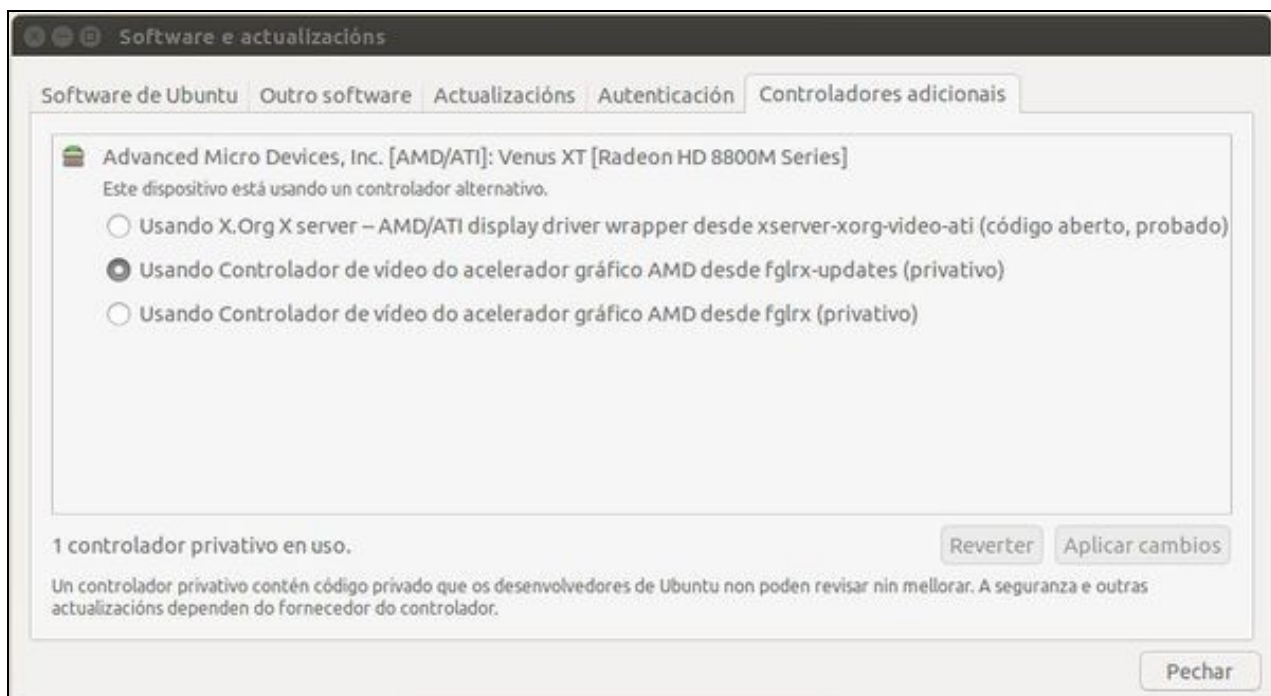 Software e actualizacións
Software de Ubuntu Outro software Actualizacións Autenticación Controladores adicionais
Advanced Micro Devices, Inc. [AMD/ATI]: Venus XT [Radeon HD 8800M Series]
Este dispositivo está usando un controlador alternativo.
Usando X.Org X server – AMD/ATI display driver wrapper desde xserver-xorg-video-ati (código aberto, probado)
Usando Controlador de vídeo do acelerador gráfico AMD desde fglrx-updates (privativo)
Usando Controlador de vídeo do acelerador gráfico AMD desde fglrx (privativo)
1 controlador privativo en uso.
Reverter Aplicar cambios
Un controlador privativo contén código privado que os desenvolvedores de Ubuntu non poden revisar nin mellorar. A seguranza e outras
actualizacións dependen do fornecedor do controlador.
Pechar